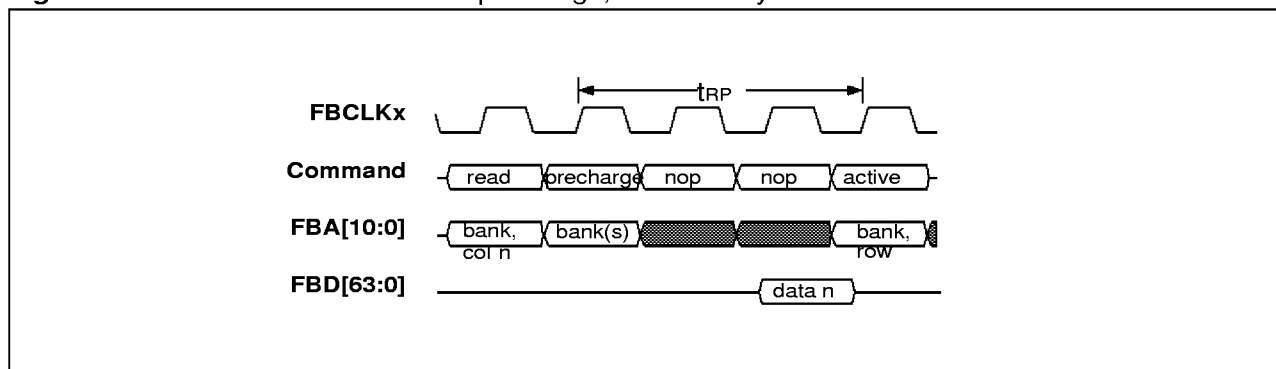 tRP
FBCLKx
Command read precharge nop nop active
FBA[10:0] bank, col n bank(s) bank, row
FBD[63:0] data n